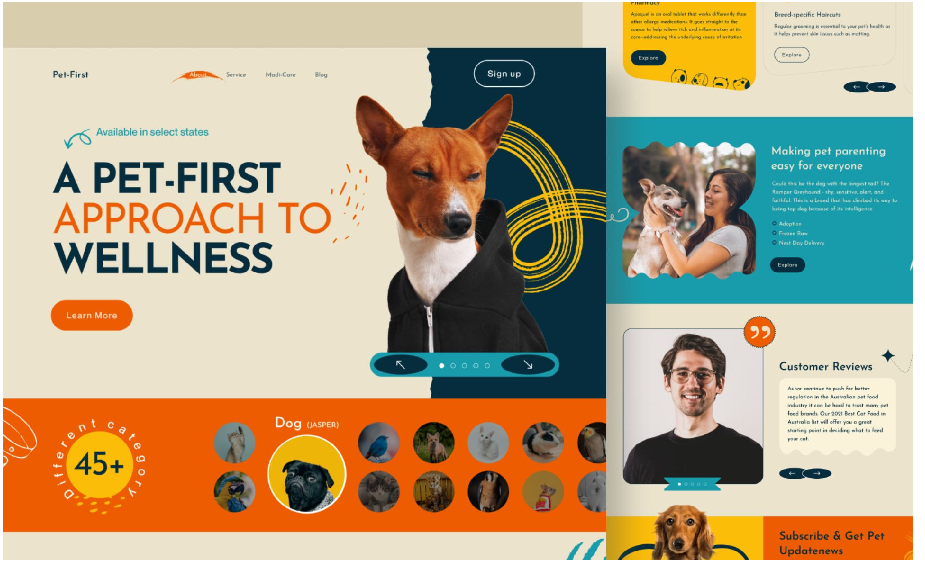 Pet-First
About
Service
Madi-Care
Blog
Sign up
Available in select states
A PET-FIRST
APPROACH TO
WELLNESS
Learn More
Different category
45+
Dog (JASPER)
Pharmacy
Apoquel is an oral tablet that works differently than
other allergy medications. It goes straight to the
source to help relieve itch and inflammation at its
core–addressing the underlying cause of irritation
Explore
Breed-specific Haircuts
Regular grooming is essential to your pet's health as
it helps prevent skin issues such as matting.
Explore
Making pet parenting
easy for everyone
Could this be the dog with the longest tail? The
Rampur Greyhound - shy, sensitive, alert, and
faithful. This is a breed that has climbed its way to
being top dog because of its intelligence
Adoption
Frozen Raw
Next Day Delivery
Explore
Customer Reviews
As we continue to push for better
regulation in the Australian pet food
industry it can be hard to trust many pet
food brands. Our 2021 Best Cat Food in
Australia list will offer you a great
starting point in deciding what to feed
your cat.
Subscribe & Get Pet
Updatenews